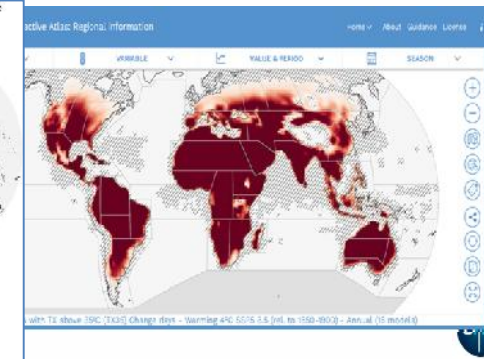 active Atlas: Regional Information
Home About Guidance License
VARIABLE VALUE & PERIOD SEASON
with TX above 35ºC (TX35) Change days - Warming 4ºC SSP5-8.5 (rel. to 1850-1900) - Annual (15 models)